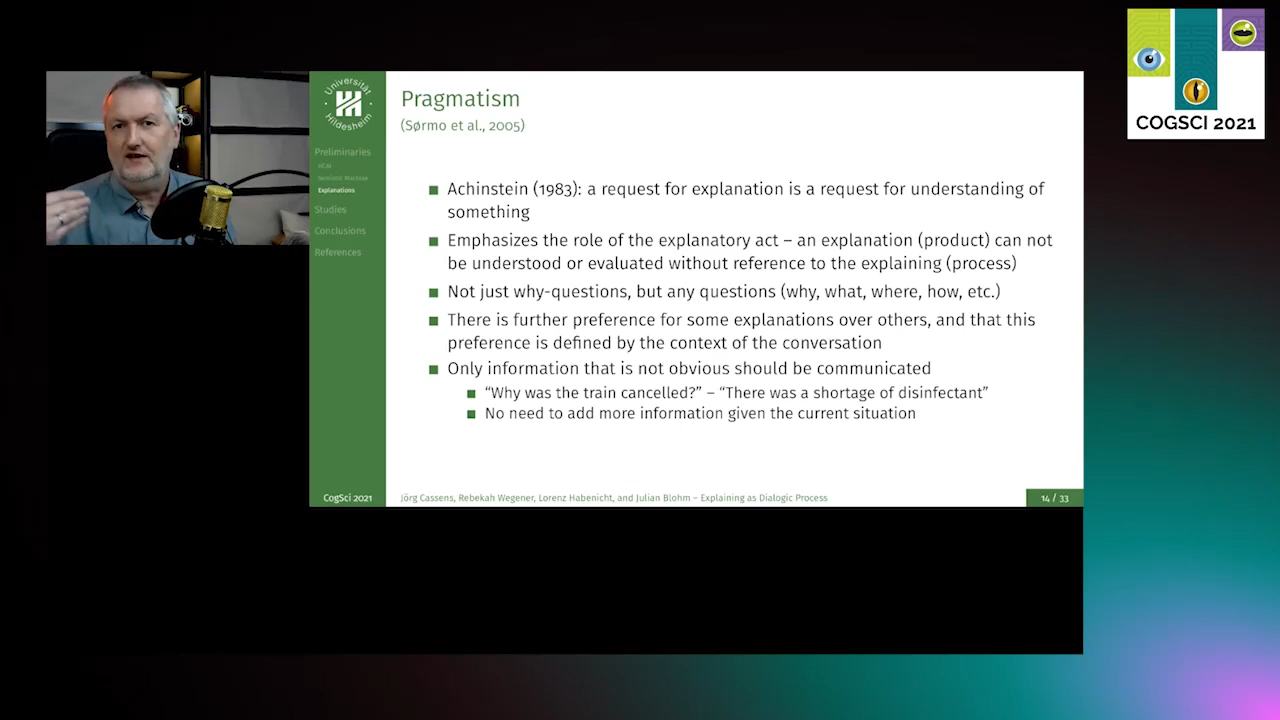 COGSCI 2021
Universität
Hildesheim
Preliminaries
HCAI
Semiotic Machine
Explanations
Studies
Conclusions
References
CogSci 2021
Pragmatism
(Sørmo et al., 2005)
Achinstein (1983): a request for explanation is a request for understanding of
something
Emphasizes the role of the explanatory act – an explanation (product) can not
be understood or evaluated without reference to the explaining (process)
Not just why-questions, but any questions (why, what, where, how, etc.)
There is further preference for some explanations over others, and that this
preference is defined by the context of the conversation
Only information that is not obvious should be communicated
“Why was the train cancelled?” – “There was a shortage of disinfectant”
No need to add more information given the current situation
Jörg Cassens, Rebekah Wegener, Lorenz Habenicht, and Julian Blohm – Explaining as Dialogic Process
14 / 33